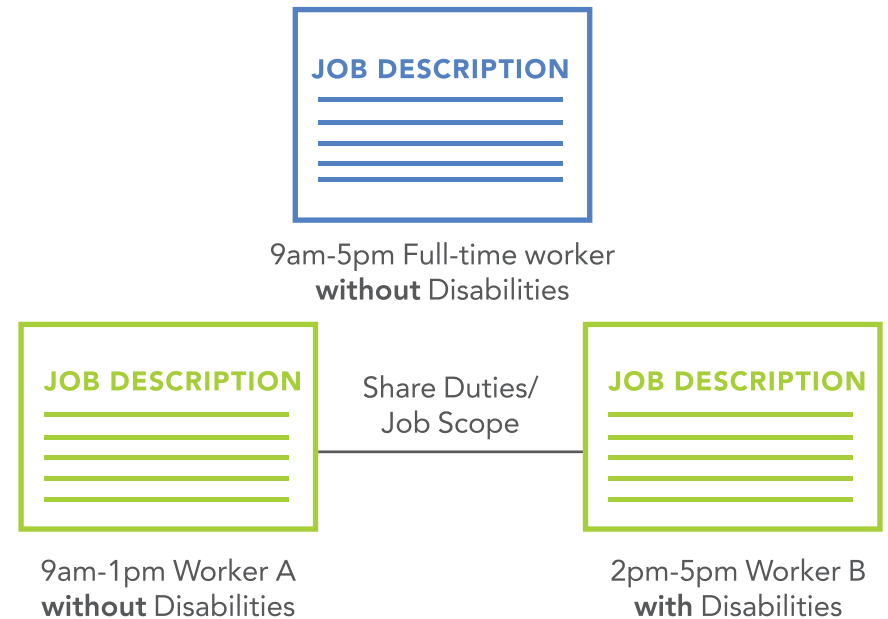 JOB DESCRIPTION
9am-5pm Full-time worker
without Disabilities
JOB DESCRIPTION
Share Duties/
Job Scope
JOB DESCRIPTION
9am-1pm Worker A
without Disabilities
2pm-5pm Worker B
with Disabilities